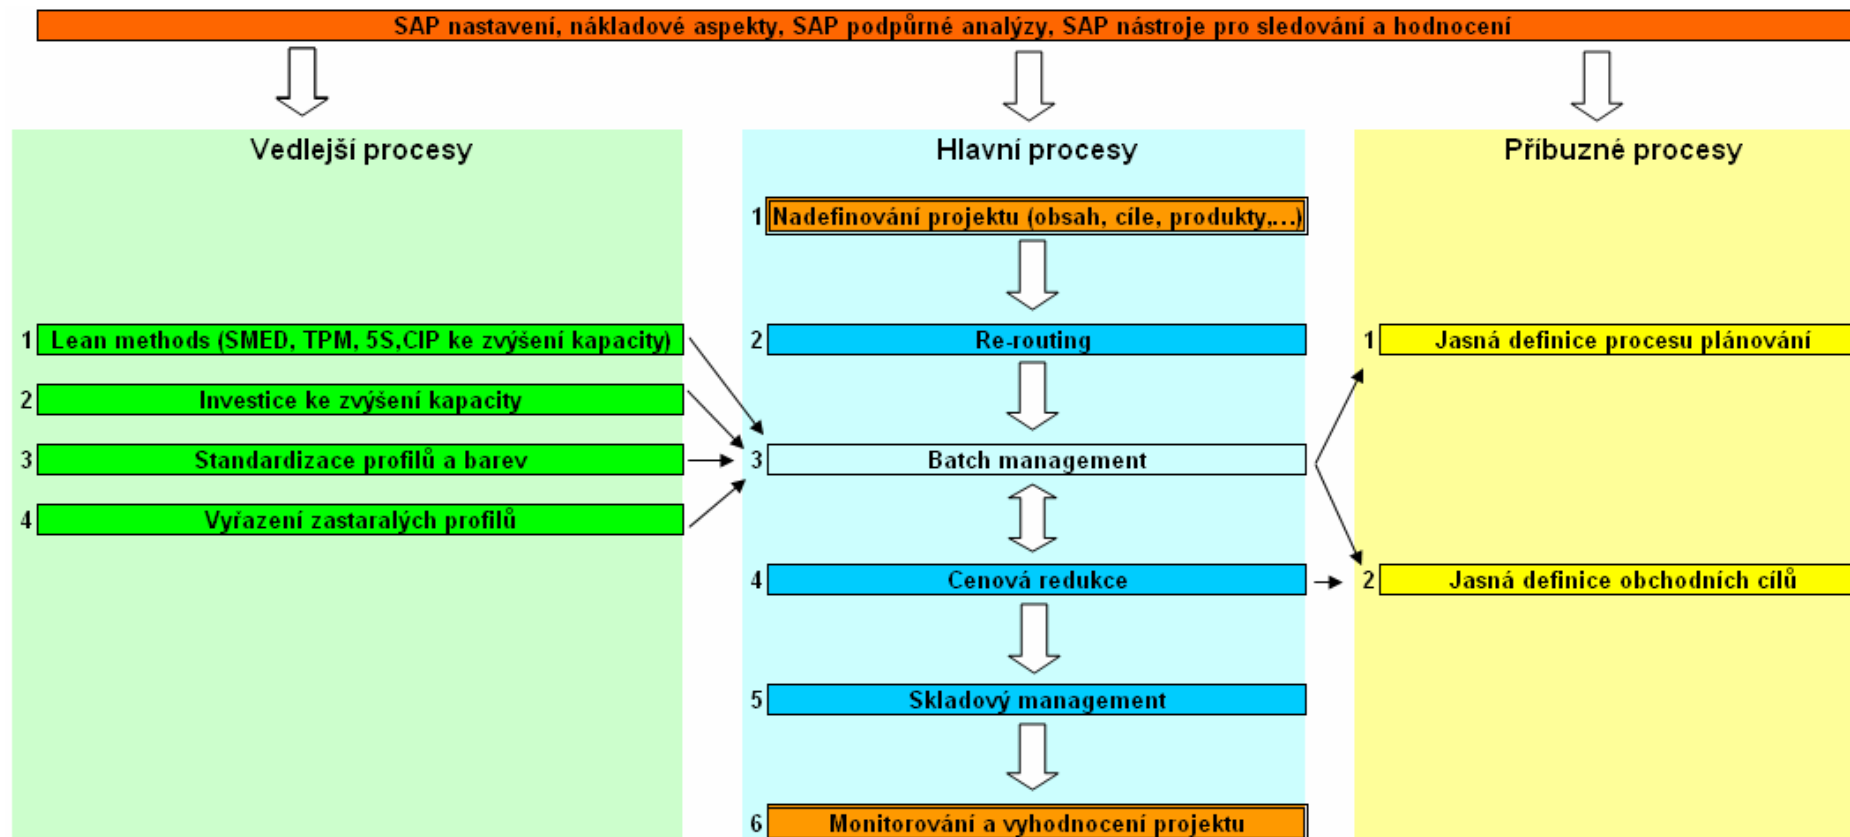 SAP nastavení, nákladové aspekty, SAP podpůrné analýzy, SAP nástroje pro sledování a hodnocení
Vedlejší procesy
1 Lean methods (SMED, TPM, 5S,CIP ke zvýšení kapacity)
2 Investice ke zvýšení kapacity
3 Standardizace profilů a barev
4 Vyřazení zastaralých profilů
Hlavní procesy
1 Nadefinování projektu (obsah, cíle, produkty,...)
2 Re-routing
3 Batch management
4 Cenová redukce
5 Skladový management
6 Monitorování a vyhodnocení projektu
Příbuzné procesy
1 Jasná definice procesu plánování
2 Jasná definice obchodních cílů